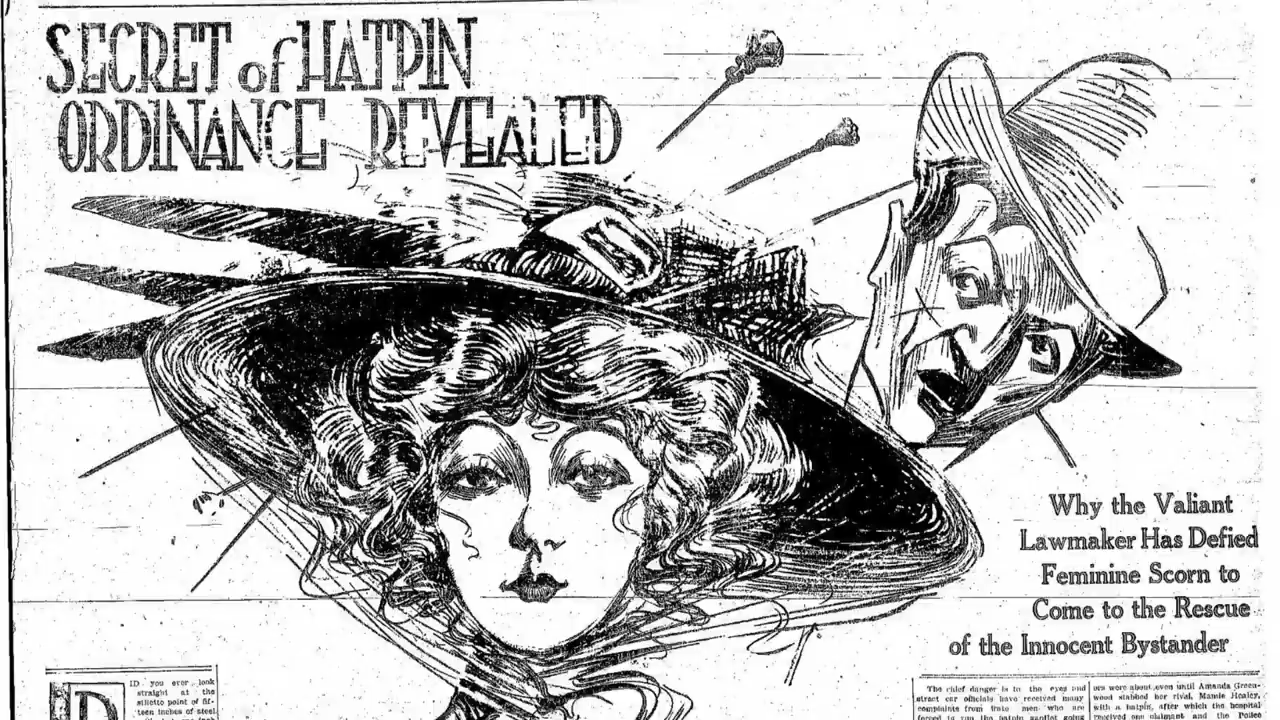 SECRET of HATPIN
ORDINANCE REVEALED
Why the Valiant
Lawmaker Has Defied
Feminine Scorn to
Come to the Rescue
of the Innocent Bystander
DID you ever look
straight at the
stiletto point of fif-
teen inches of steel
The chief danger is to the eyes and
street car officials have received many
complaints from irate men who are
forced to run the hatpin gantlet going
ors were about even until Amanda Green-
wood stabbed her rival, Mamie Healey,
with a hatpin, after which the hospital
received one claimant and the Police